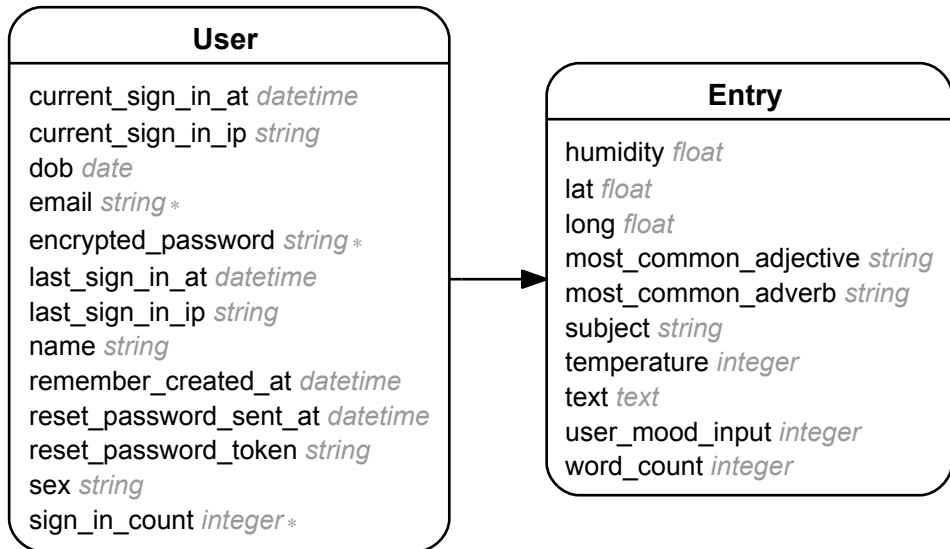 User
current_sign_in_at datetime
current_sign_in_ip string
dob date
email string *
encrypted_password string *
last_sign_in_at datetime
last_sign_in_ip string
name string
remember_created_at datetime
reset_password_sent_at datetime
reset_password_token string
sex string
sign_in_count integer *
Entry
humidity float
lat float
long float
most_common_adjective string
most_common_adverb string
subject string
temperature integer
text text
user_mood_input integer
word_count integer